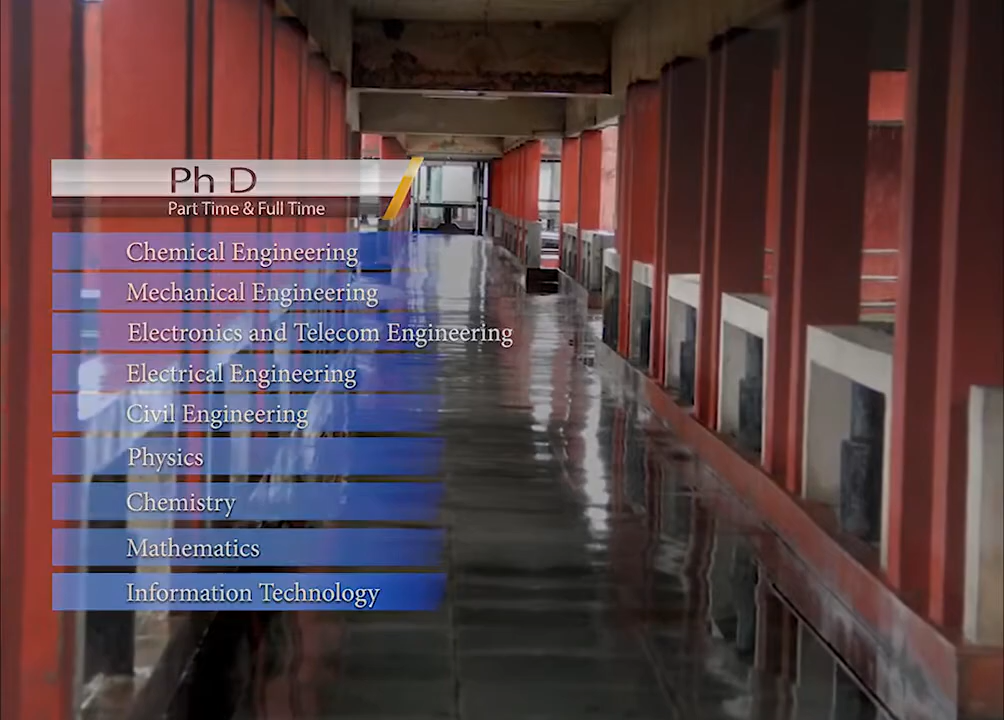 Ph D
Part Time & Full Time
Chemical Engineering
Mechanical Engineering
Electronics and Telecom Engineering
Electrical Engineering
Civil Engineering
Physics
Chemistry
Mathematics
Information Technology